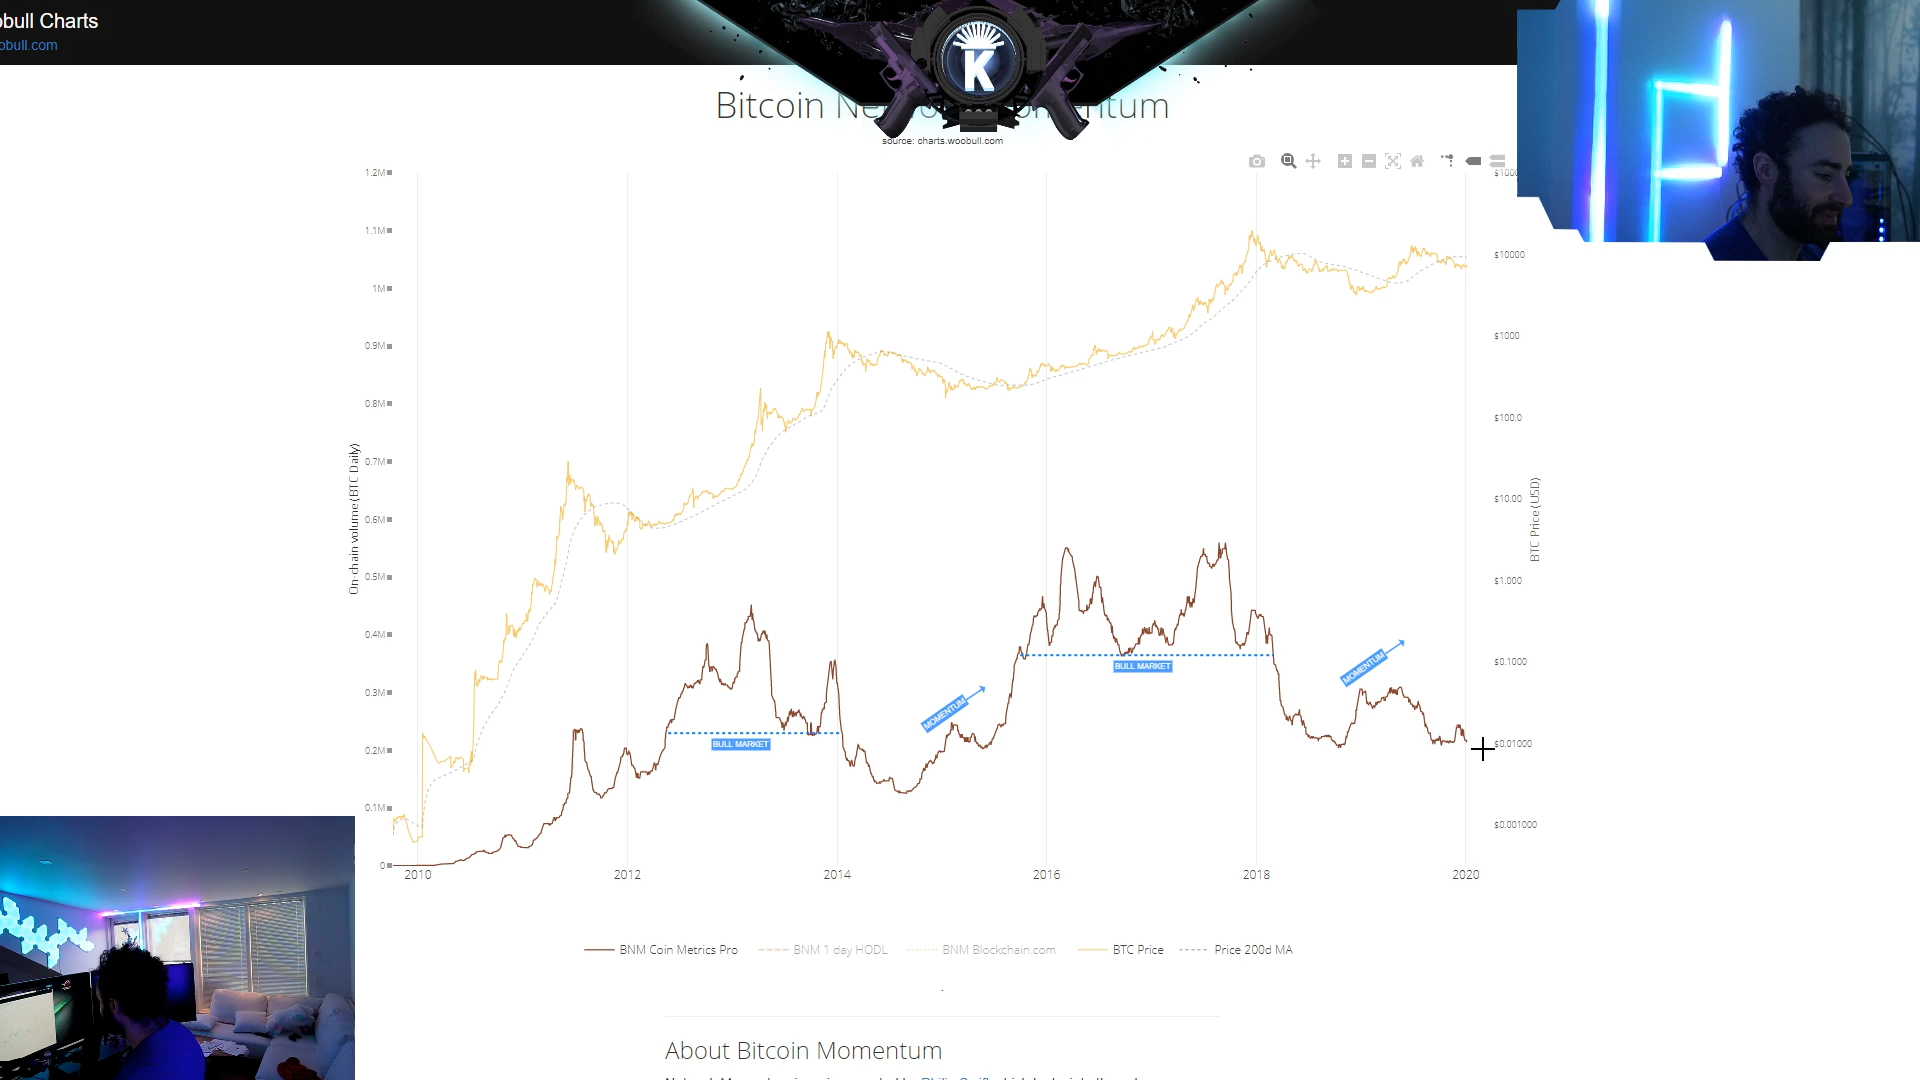 bull Charts
obull.com
K
Bitcoin Ne
ntum
source: charts.woobull.com
1.2M
1.1M
1M
0.9M
0.8M
0.7M
0.6M
0.5M
0.4M
0.3M
0.2M
0.1M
0
On-chain volume (BTC Daily)
$10000
$1000
$100.0
$10.00
$1.000
$0.1000
$0.01000
$0.001000
BTC Price (USD)
BULL MARKET
MOMENTUM
BULL MARKET
MOMENTUM
2010
2012
2014
2016
2018
2020
BNM Coin Metrics Pro
BNM 1 day HODL
BNM Blockchain.com
BTC Price
Price 200d MA
About Bitcoin Momentum